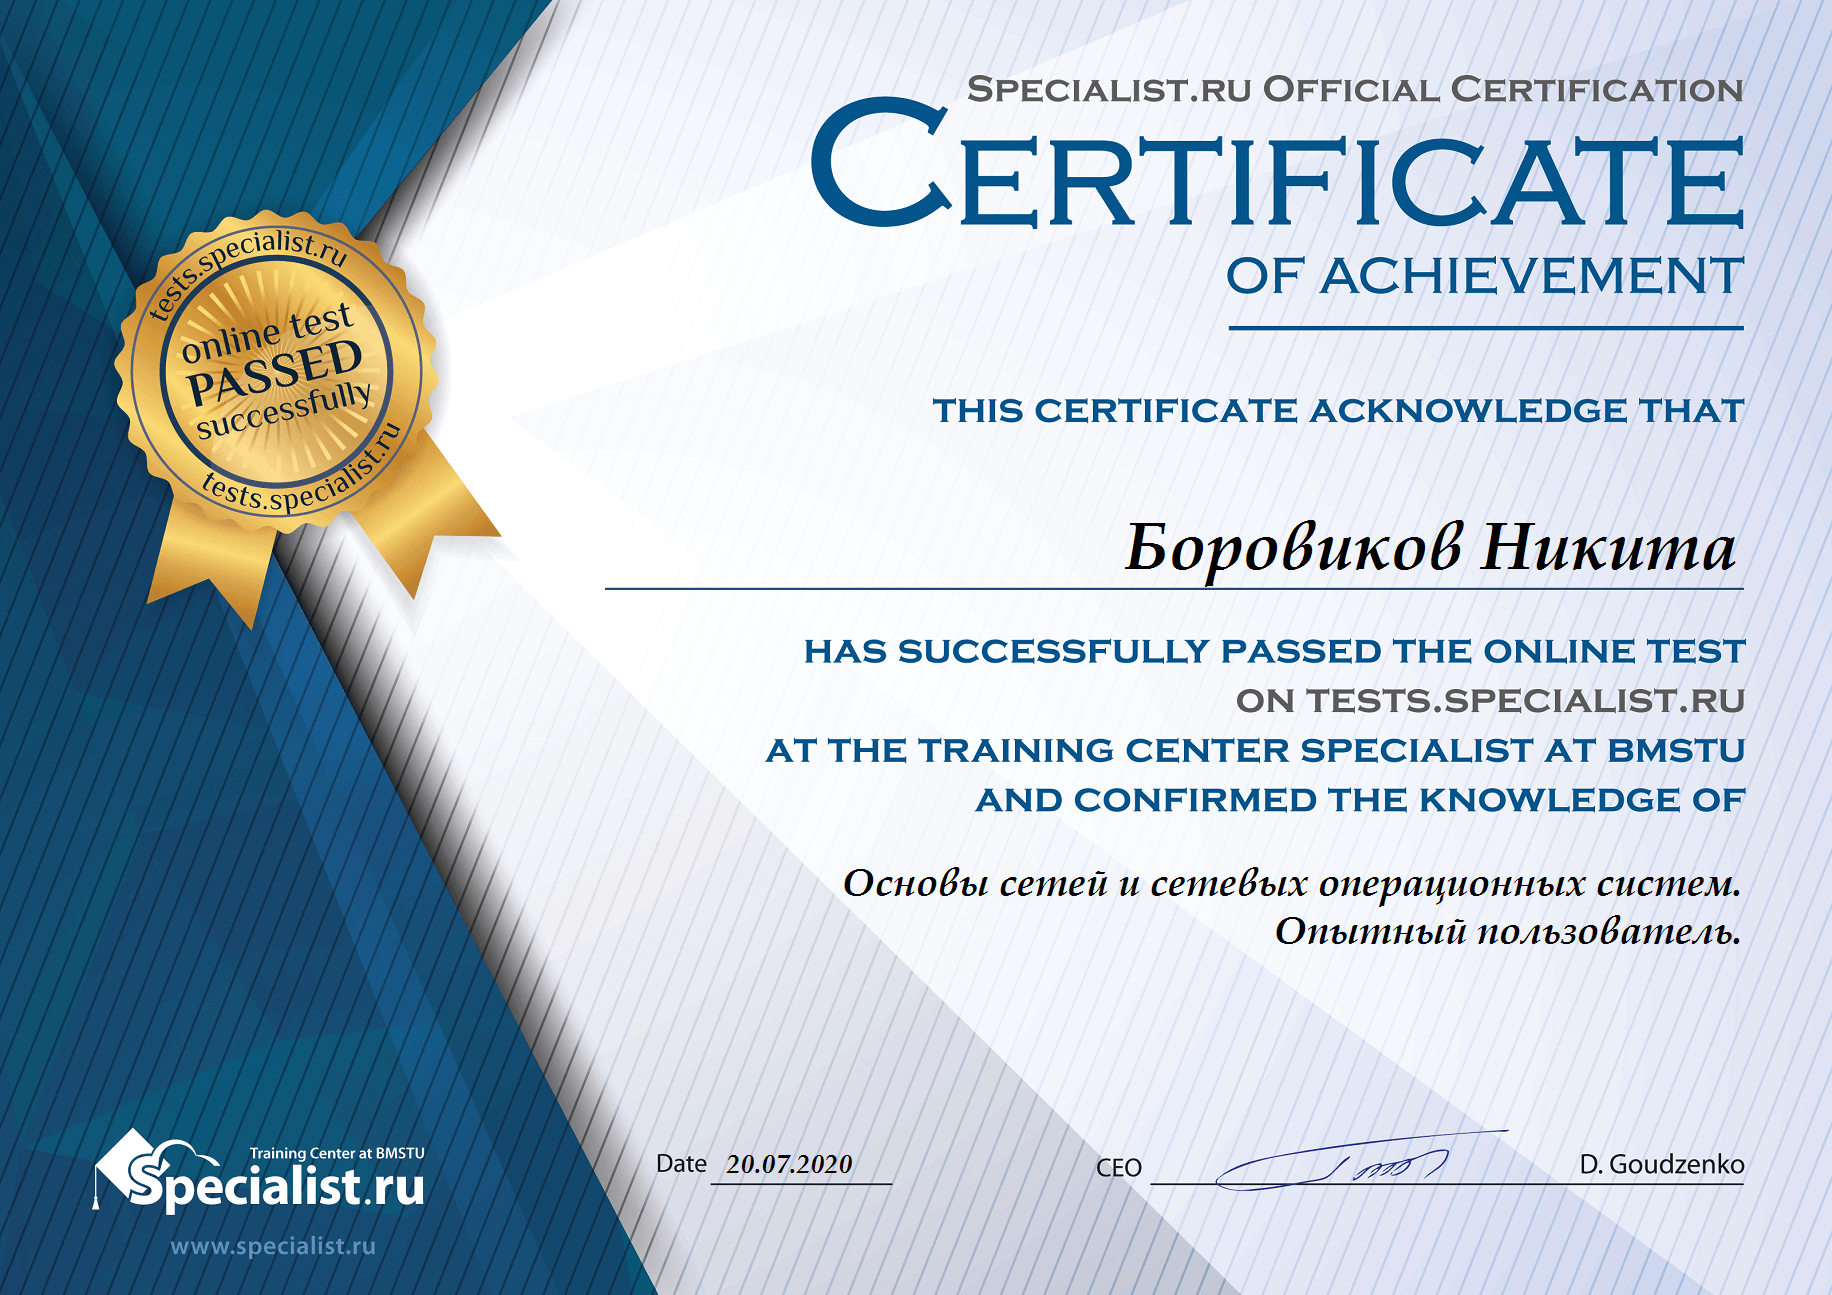 SPECIALIST.RU OFFICIAL CERTIFICATION
CERTIFICATE
OF ACHIEVEMENT
tests.specialist.ru
online test
PASSED
successfully
tests.specialist.ru
THIS CERTIFICATE ACKNOWLEDGE THAT
Боровиков Никита
HAS SUCCESSFULLY PASSED THE ONLINE TEST
ON TESTS.SPECIALIST.RU
AT THE TRAINING CENTER SPECIALIST AT BMSTU
AND CONFIRMED THE KNOWLEDGE OF
Основы сетей и сетевых операционных систем.
Опытный пользователь.
Training Center at BMSTU
Specialist.ru
www.specialist.ru
Date 20.07.2020
CEO D. Goudzenko